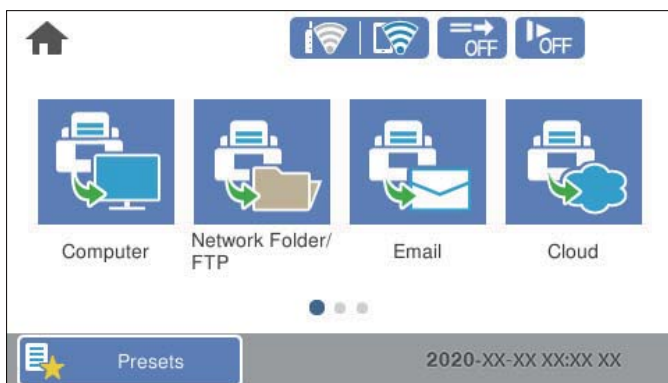 OFF OFF
Computer
Network Folder/
FTP
Email
Cloud
Presets
2020-XX-XX XX:XX XX